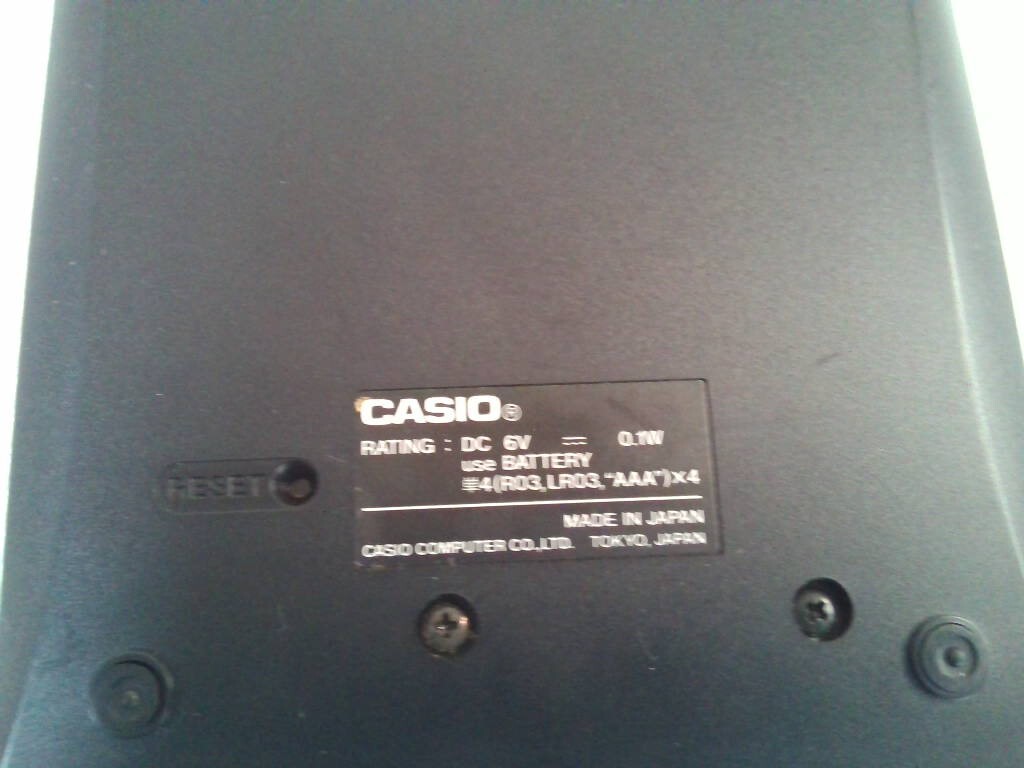 CASIO®
RATING : DC 6V ⎓ 0.1W
use BATTERY
単4(R03,LR03,"AAA")×4
RESET
MADE IN JAPAN
CASIO COMPUTER CO.,LTD. TOKYO, JAPAN